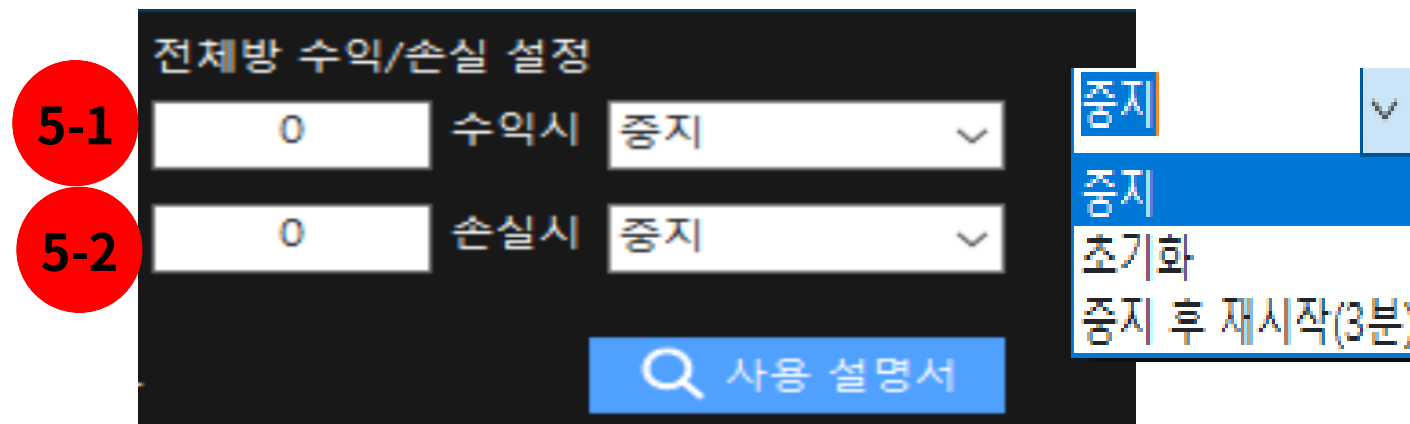 전체방 수익/손실 설정
5-1 0 수익시 중지
5-2 0 손실시 중지
사용 설명서
중지
중지
초기화
중지 후 재시작(3분)